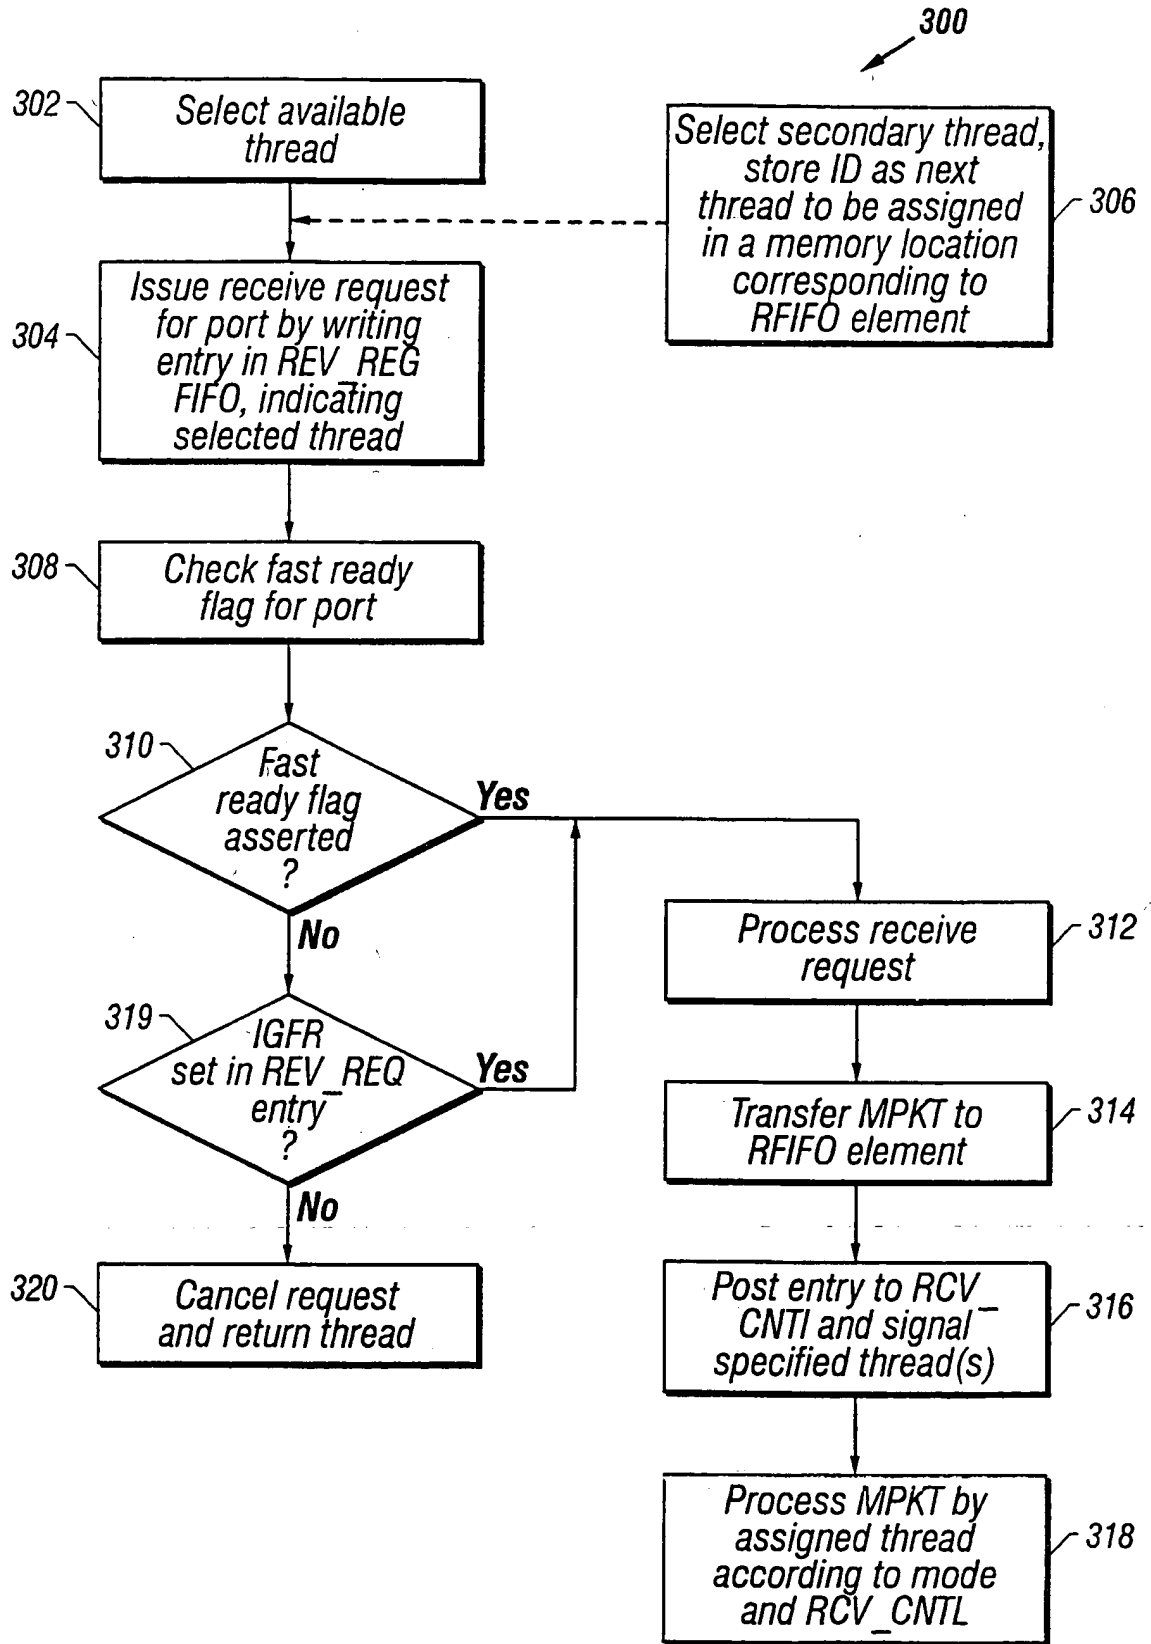 300
302
Select available
thread
Select secondary thread,
store ID as next
thread to be assigned
in a memory location
corresponding to
RFIFO element
306
304
Issue receive request
for port by writing
entry in REV_REG
FIFO, indicating
selected thread
308
Check fast ready
flag for port
310
Fast
ready flag
asserted
?
Yes
No
319
IGFR
set in REV_REQ
entry
?
Yes
No
320
Cancel request
and return thread
Process receive
request
312
Transfer MPKT to
RFIFO element
314
Post entry to RCV_
CNTl and signal
specified thread(s)
316
Process MPKT by
assigned thread
according to mode
and RCV_CNTL
318